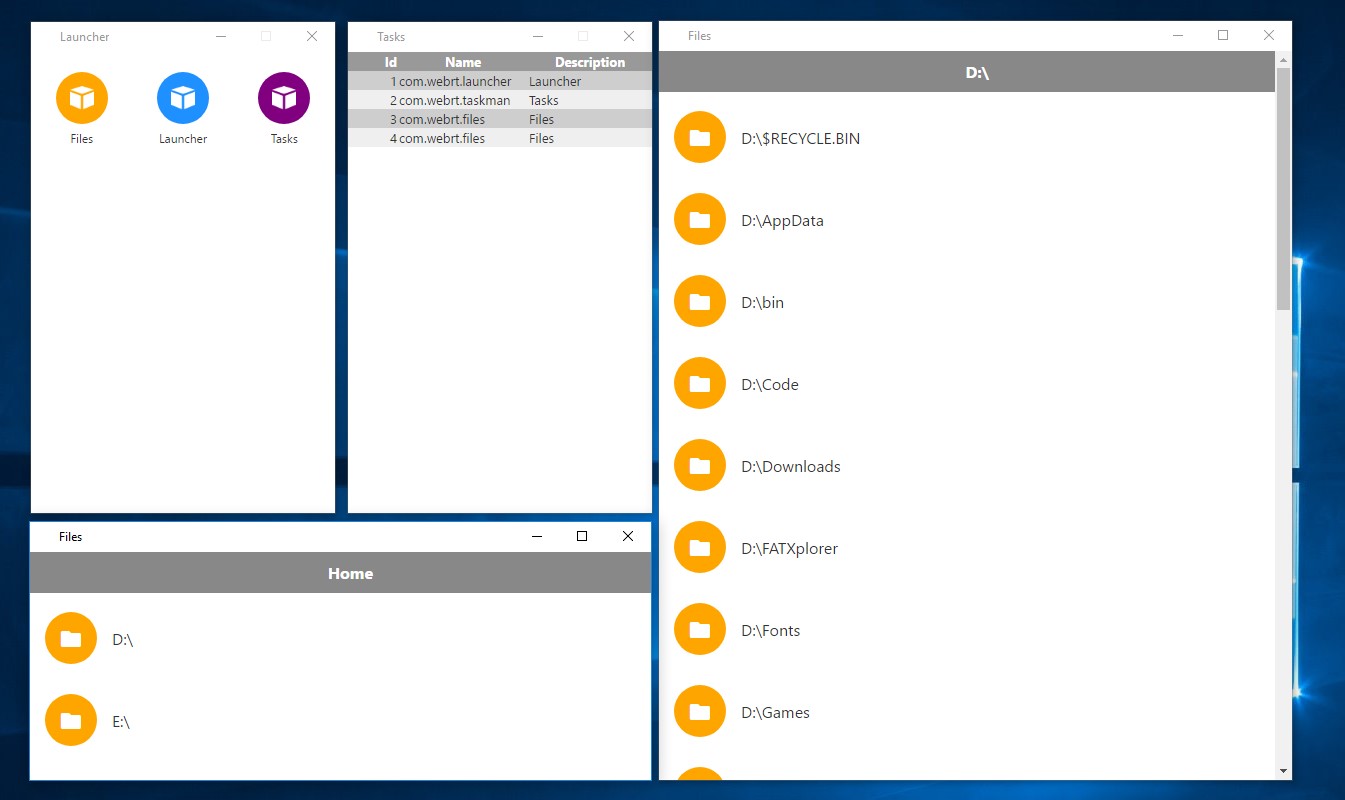 Launcher
Files
Launcher
Tasks
Tasks
Id Name Description
1 com.webrt.launcher Launcher
2 com.webrt.taskman Tasks
3 com.webrt.files Files
4 com.webrt.files Files
Files
D:\
D:\$RECYCLE.BIN
D:\AppData
D:\bin
D:\Code
D:\Downloads
D:\FATXplorer
D:\Fonts
D:\Games
Files
Home
D:\
E:\